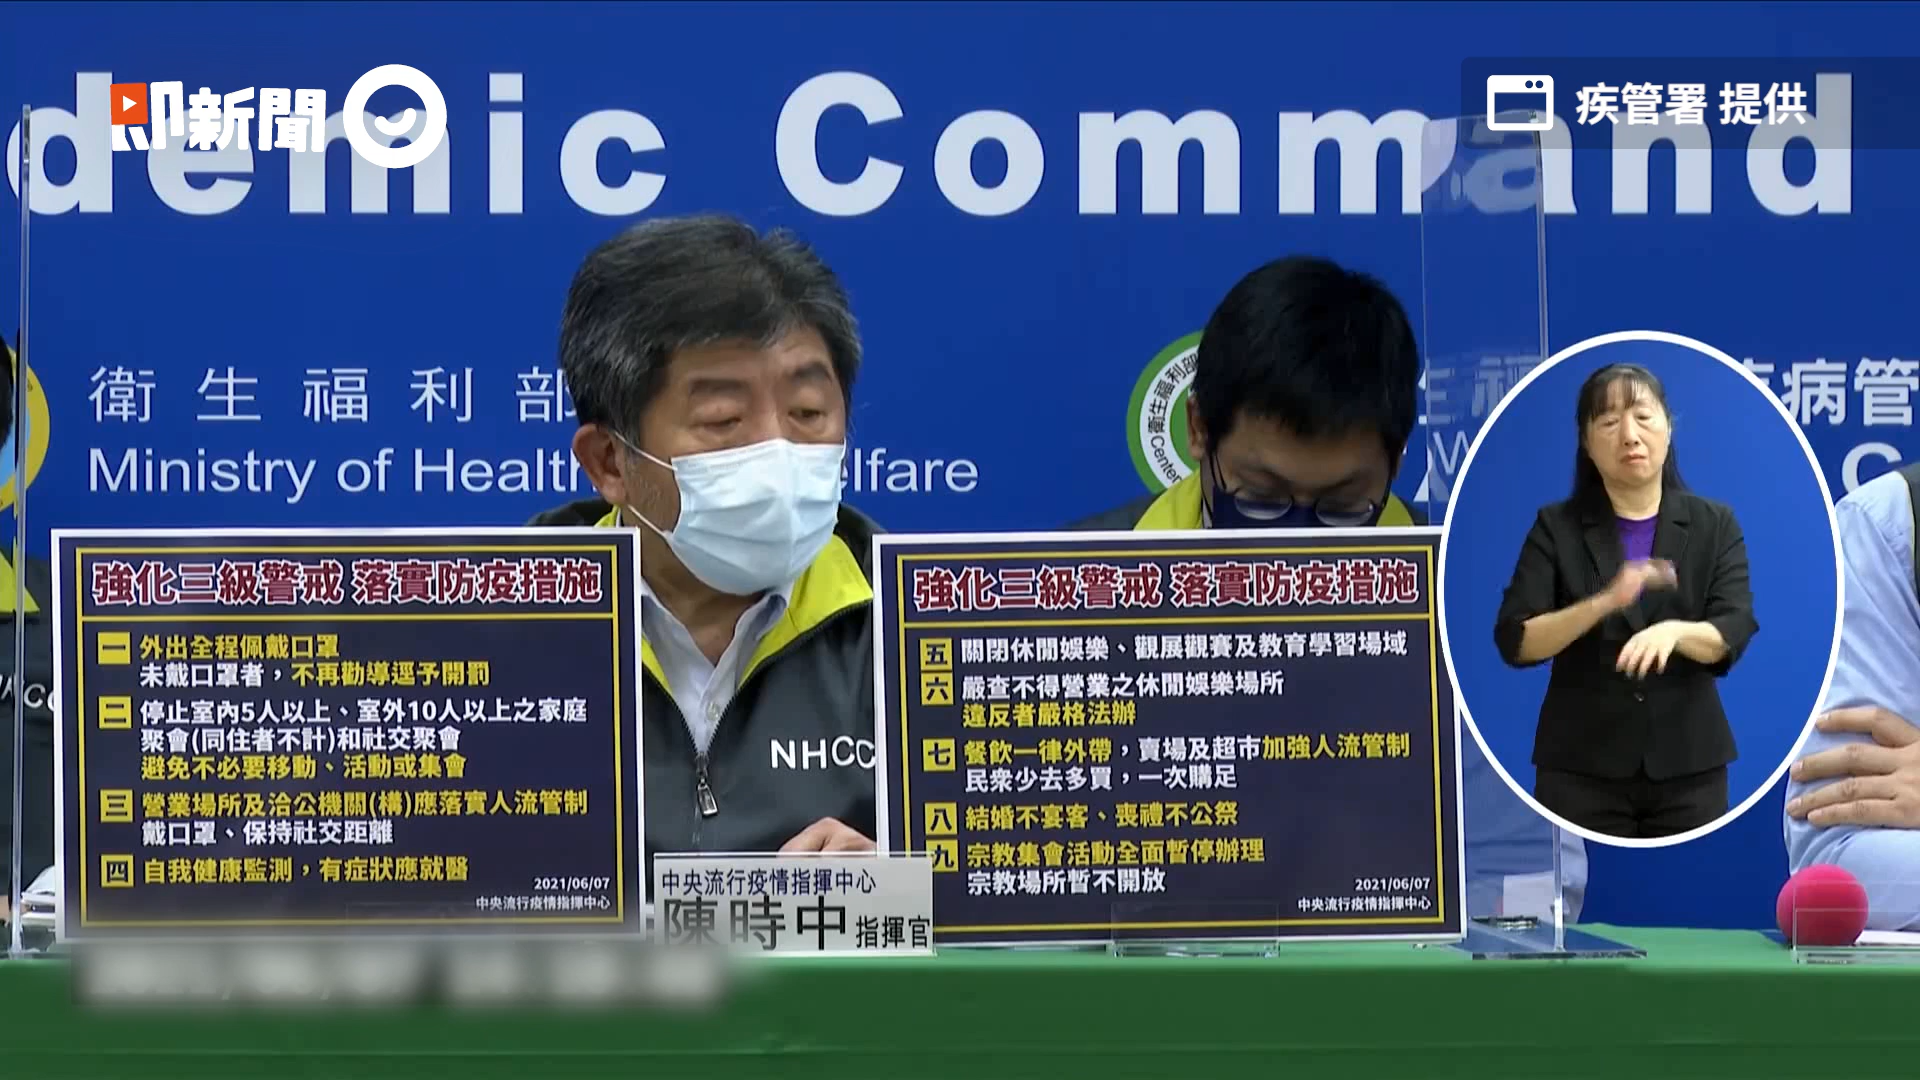 demic Command
即新聞
疾管署 提供
衛生福利部
Ministry of Health Welfare
衛生福利部
Center
病管
強化三級警戒 落實防疫措施
一 外出全程佩戴口罩
未戴口罩者，不再勸導逕予開罰
二 停止室內5人以上、室外10人以上之家庭
聚會(同住者不計)和社交聚會
避免不必要移動、活動或集會
三 營業場所及洽公機關(構)應落實人流管制
戴口罩、保持社交距離
四 自我健康監測，有症狀應就醫
2021/06/07
中央流行疫情指揮中心
NHCC
中央流行疫情指揮中心
陳時中 指揮官
強化三級警戒 落實防疫措施
五 關閉休閒娛樂、觀展觀賽及教育學習場域
六 嚴查不得營業之休閒娛樂場所
違反者嚴格法辦
七 餐飲一律外帶，賣場及超市加強人流管制
民眾少去多買，一次購足
八 結婚不宴客、喪禮不公祭
九 宗教集會活動全面暫停辦理
宗教場所暫不開放
2021/06/07
中央流行疫情指揮中心